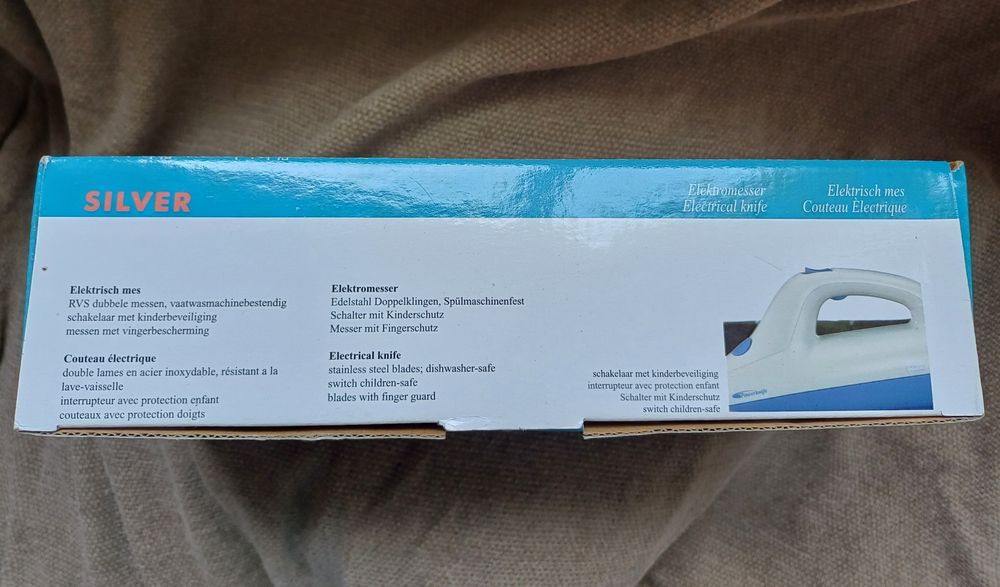 SILVER
Elektromesser
Electrical knife
Elektrisch mes
Couteau Électrique
Elektrisch mes
RVS dubbele messen, vaatwasmachinebestendig
schakelaar met kinderbeveiliging
messen met vingerbescherming
Couteau électrique
double lames en acier inoxydable, résistant a la
lave-vaisselle
interrupteur avec protection enfant
couteaux avec protection doigts
Elektromesser
Edelstahl Doppelklingen, Spülmaschinenfest
Schalter mit Kinderschutz
Messer mit Fingerschutz
Electrical knife
stainless steel blades; dishwasher-safe
switch children-safe
blades with finger guard
schakelaar met kinderbeveiliging
interrupteur avec protection enfant
Schalter mit Kinderschutz
switch children-safe
Powerknife